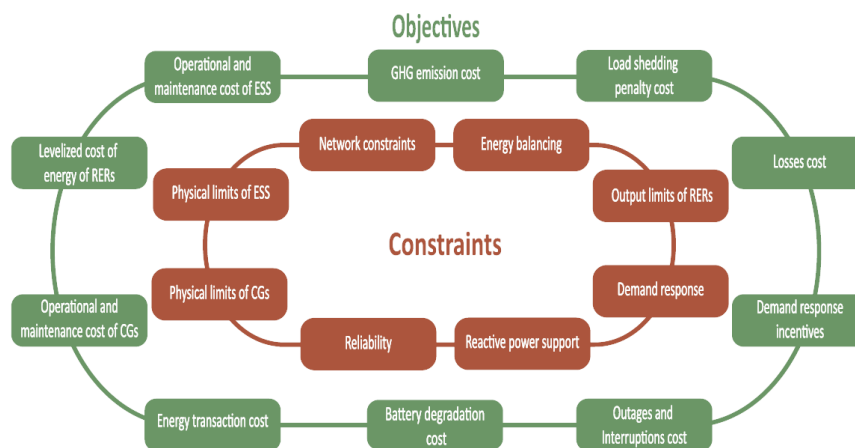 Objectives
Operational and
maintenance cost of ESS
GHG emission cost
Load shedding
penalty cost
Levelized cost of
energy of RERs
Network constraints
Energy balancing
Losses cost
Physical limits of ESS
Output limits of RERs
Constraints
Physical limits of CGs
Demand response
Operational and
maintenance cost of CGs
Demand response
incentives
Reliability
Reactive power support
Energy transaction cost
Battery degradation
cost
Outages and
Interruptions cost